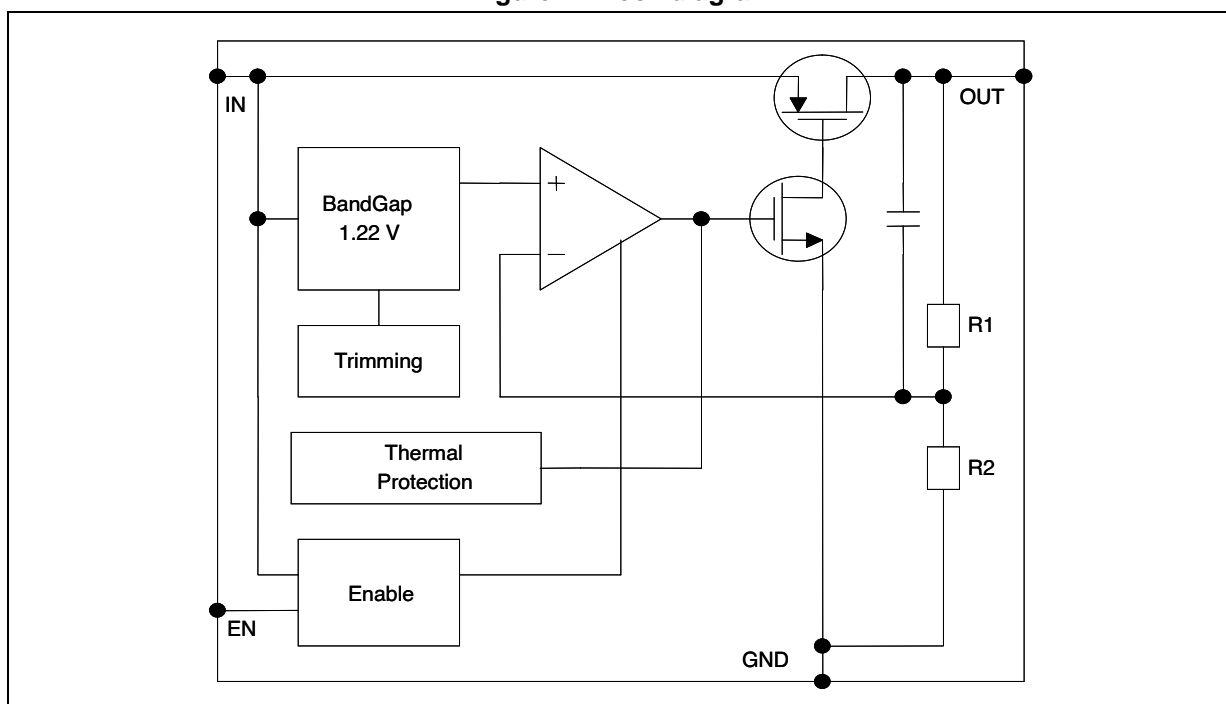 IN
OUT
BandGap
1.22 V
+
−
R1
Trimming
Thermal
Protection
R2
Enable
EN
GND